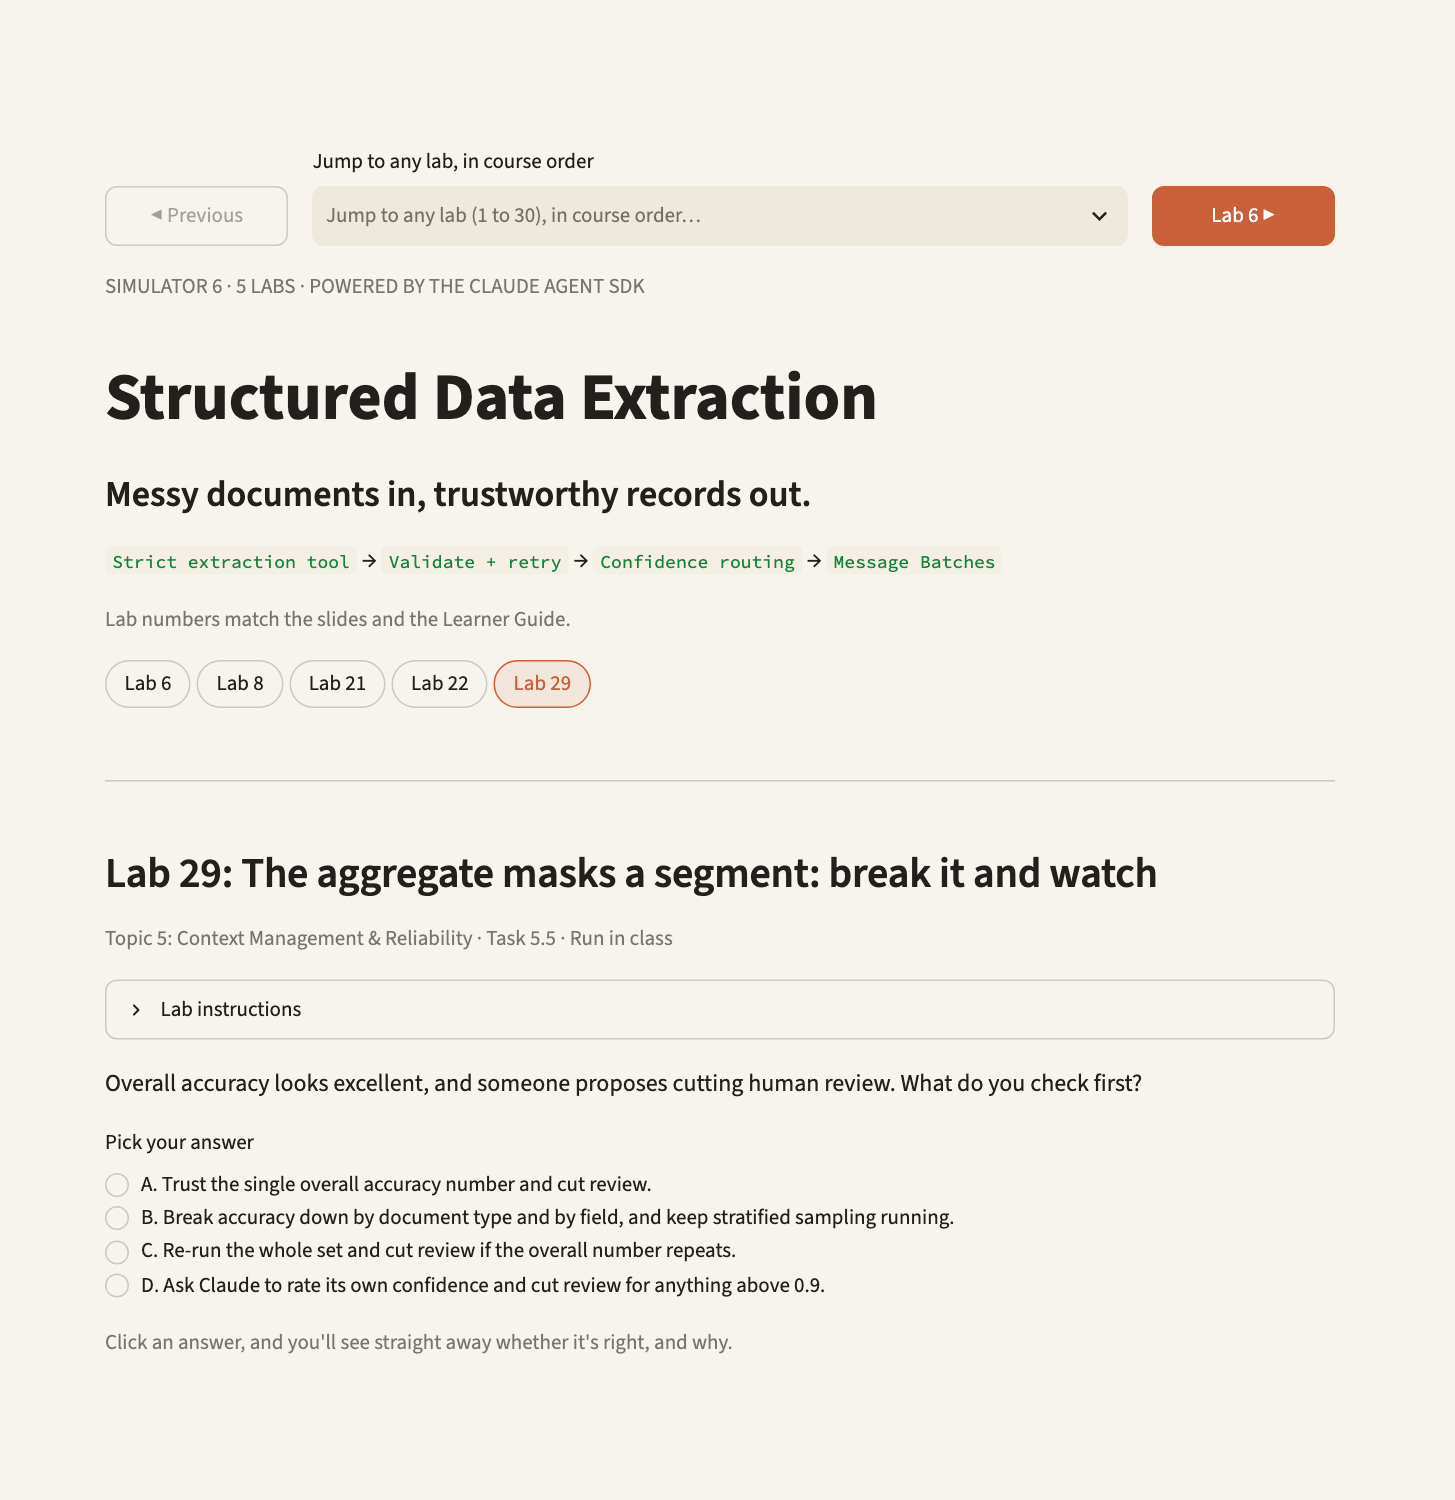 Jump to any lab, in course order
◀ Previous
Jump to any lab (1 to 30), in course order...
Lab 6 ▶
SIMULATOR 6 · 5 LABS · POWERED BY THE CLAUDE AGENT SDK
Structured Data Extraction
Messy documents in, trustworthy records out.
Strict extraction tool → Validate + retry → Confidence routing → Message Batches
Lab numbers match the slides and the Learner Guide.
Lab 6 Lab 8 Lab 21 Lab 22 Lab 29
Lab 29: The aggregate masks a segment: break it and watch
Topic 5: Context Management & Reliability · Task 5.5 · Run in class
Lab instructions
Overall accuracy looks excellent, and someone proposes cutting human review. What do you check first?
Pick your answer
A. Trust the single overall accuracy number and cut review.
B. Break accuracy down by document type and by field, and keep stratified sampling running.
C. Re-run the whole set and cut review if the overall number repeats.
D. Ask Claude to rate its own confidence and cut review for anything above 0.9.
Click an answer, and you'll see straight away whether it's right, and why.